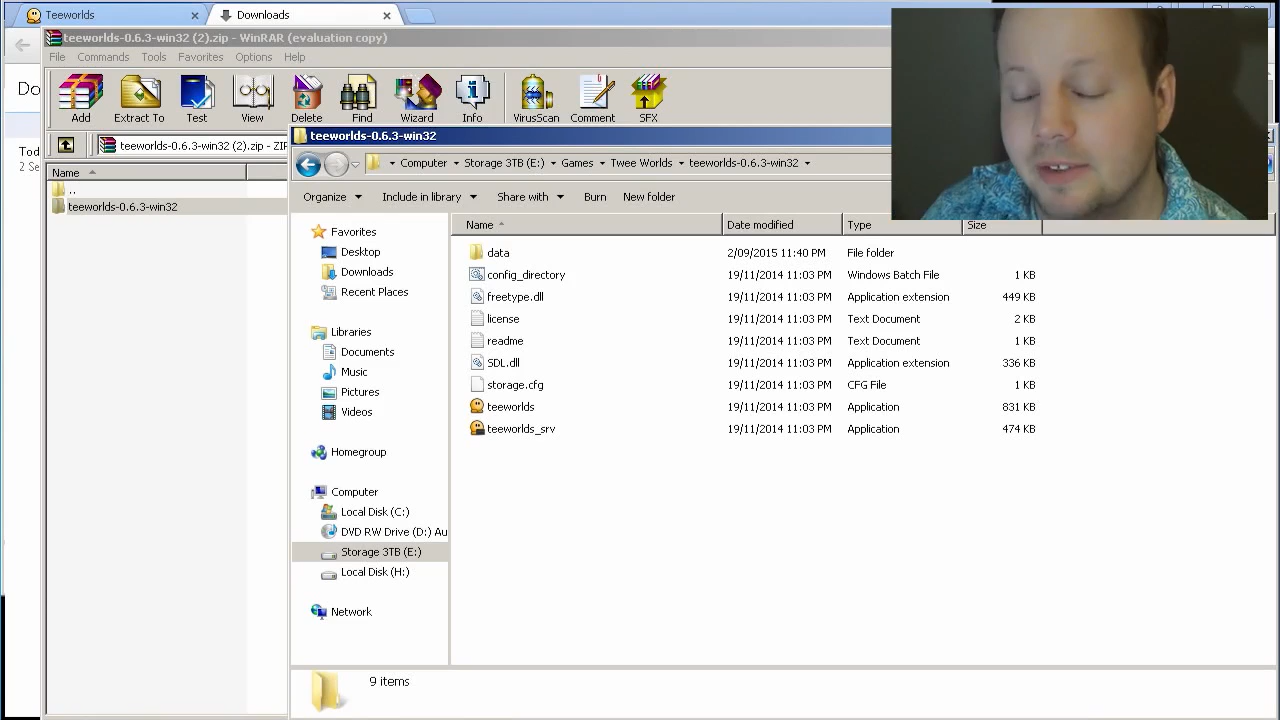 Teeworlds
Downloads
teeworlds-0.6.3-win32 (2).zip - WinRAR (evaluation copy)
File Commands Tools Favorites Options Help
Add Extract To Test View Delete Find Wizard Info VirusScan Comment SFX
teeworlds-0.6.3-win32 (2).zip - ZIP
Name
..
teeworlds-0.6.3-win32
Do
Tod
2 Se
teeworlds-0.6.3-win32
Computer Storage 3TB (E:) Games Twee Worlds teeworlds-0.6.3-win32
Organize Include in library Share with Burn New folder
Favorites
Desktop
Downloads
Recent Places
Libraries
Documents
Music
Pictures
Videos
Homegroup
Computer
Local Disk (C:)
DVD RW Drive (D:) Au
Storage 3TB (E:)
Local Disk (H:)
Network
Name Date modified Type Size
data 2/09/2015 11:40 PM File folder
config_directory 19/11/2014 11:03 PM Windows Batch File 1 KB
freetype.dll 19/11/2014 11:03 PM Application extension 449 KB
license 19/11/2014 11:03 PM Text Document 2 KB
readme 19/11/2014 11:03 PM Text Document 1 KB
SDL.dll 19/11/2014 11:03 PM Application extension 336 KB
storage.cfg 19/11/2014 11:03 PM CFG File 1 KB
teeworlds 19/11/2014 11:03 PM Application 831 KB
teeworlds_srv 19/11/2014 11:03 PM Application 474 KB
9 items